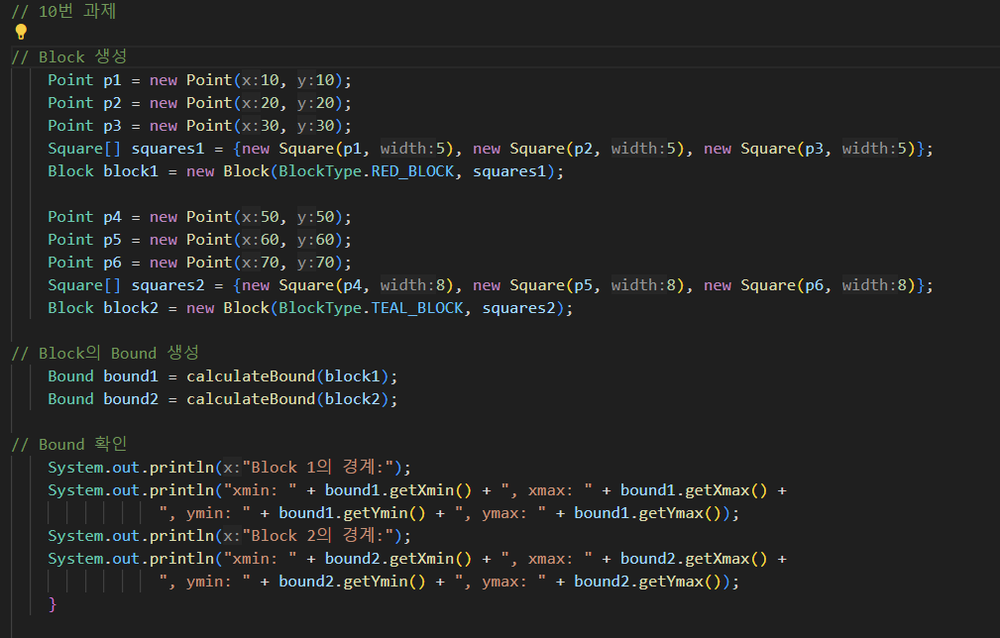 // 10번 과제
// Block 생성
Point p1 = new Point(x:10, y:10);
Point p2 = new Point(x:20, y:20);
Point p3 = new Point(x:30, y:30);
Square[] squares1 = {new Square(p1, width:5), new Square(p2, width:5), new Square(p3, width:5)};
Block block1 = new Block(BlockType.RED_BLOCK, squares1);
Point p4 = new Point(x:50, y:50);
Point p5 = new Point(x:60, y:60);
Point p6 = new Point(x:70, y:70);
Square[] squares2 = {new Square(p4, width:8), new Square(p5, width:8), new Square(p6, width:8)};
Block block2 = new Block(BlockType.TEAL_BLOCK, squares2);
// Block의 Bound 생성
Bound bound1 = calculateBound(block1);
Bound bound2 = calculateBound(block2);
// Bound 확인
System.out.println(x:"Block 1의 경계:");
System.out.println("xmin: " + bound1.getXmin() + ", xmax: " + bound1.getXmax() +
", ymin: " + bound1.getYmin() + ", ymax: " + bound1.getYmax());
System.out.println(x:"Block 2의 경계:");
System.out.println("xmin: " + bound2.getXmin() + ", xmax: " + bound2.getXmax() +
", ymin: " + bound2.getYmin() + ", ymax: " + bound2.getYmax());
}